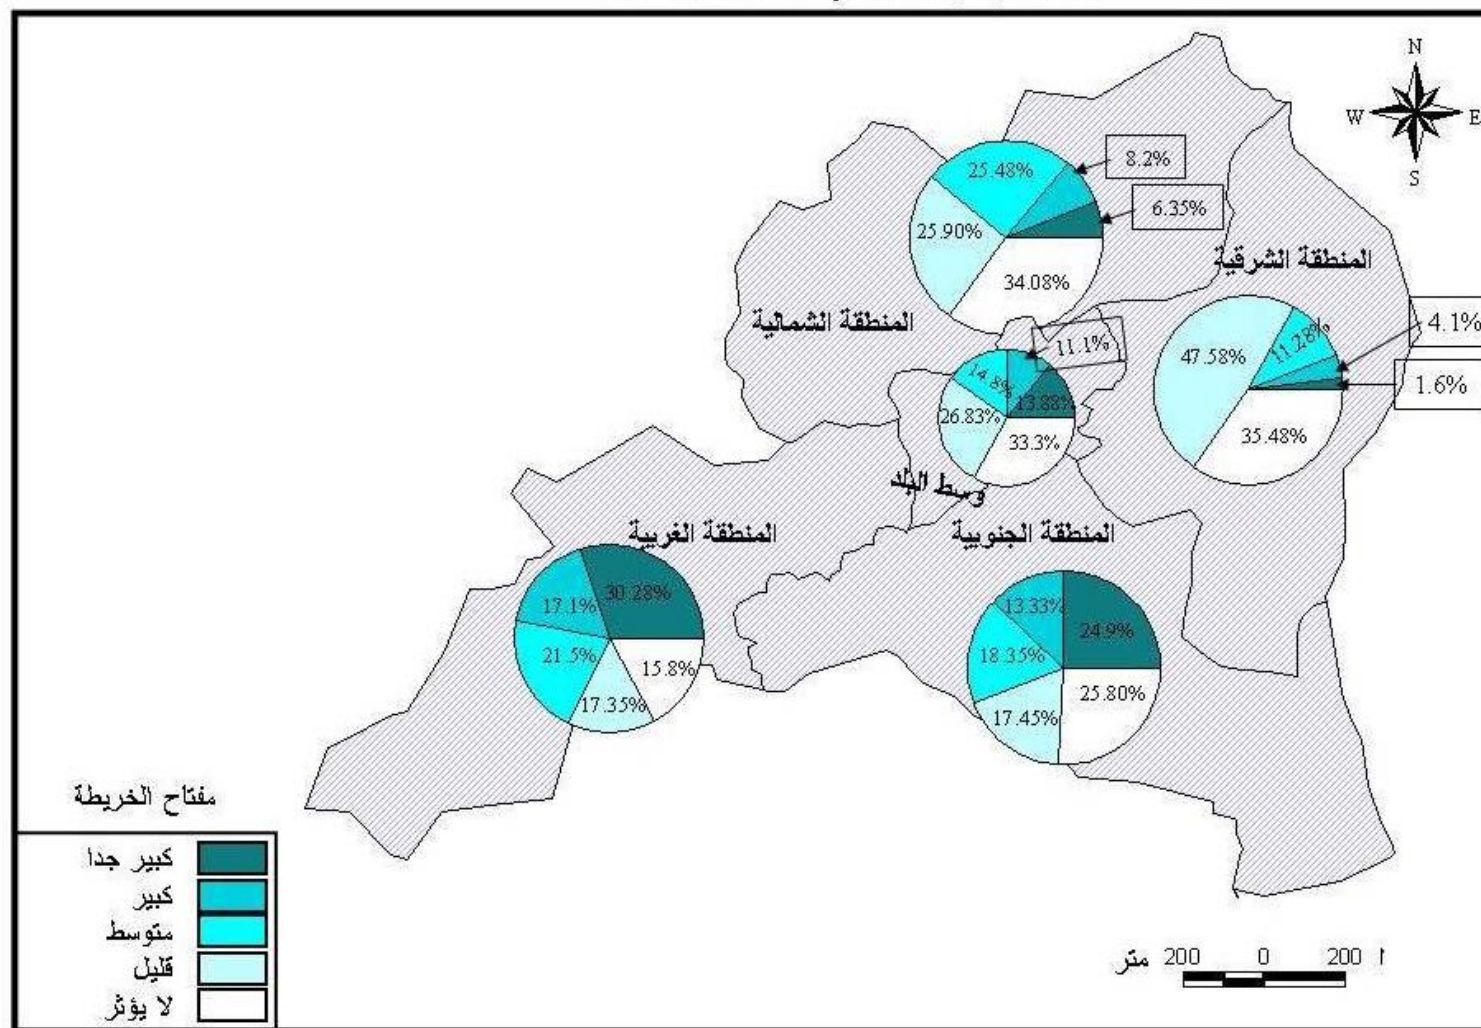 N
W
E
S
8.2%
25.48%
6.35%
25.90%
34.08%
المنطقة الشرقية
المنطقة الشمالية
11.1%
14.8%
13.88%
26.83%
33.3%
وسط البلد
47.58%
11.28%
4.1%
1.6%
35.48%
المنطقة الغربية
المنطقة الجنوبية
30.28%
17.1%
21.5%
15.8%
17.35%
13.33%
24.9%
18.35%
25.80%
17.45%
مفتاح الخريطة
كبير جدا
كبير
متوسط
قليل
لا يؤثر
متر 200 0 200